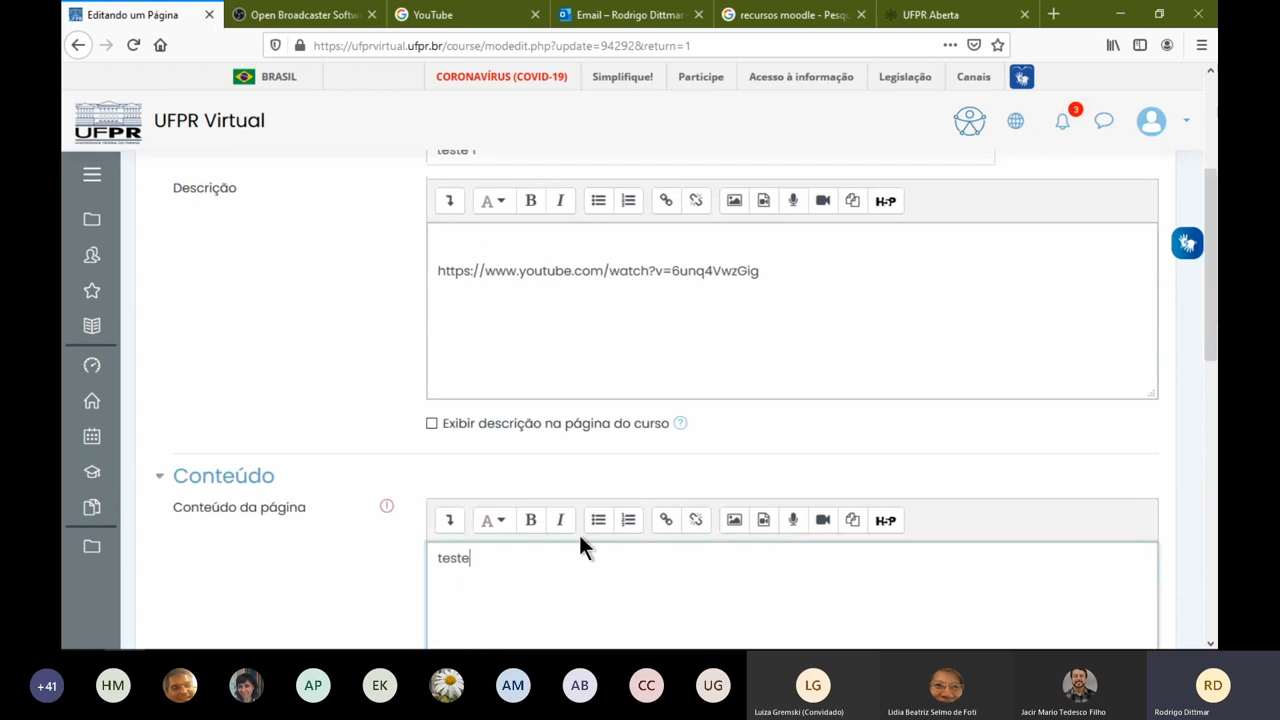 Editando um Página
Open Broadcaster Softw
YouTube
Email – Rodrigo Dittmar
recursos moodle - Pesq
UFPR Aberta
https://ufprvirtual.ufpr.br/course/modedit.php?update=94292&return=1
BRASIL
CORONAVÍRUS (COVID-19)
Simplifique!
Participe
Acesso à informação
Legislação
Canais
UFPR
UFPR Virtual
3
teste 1
Descrição
A B I
H-P
https://www.youtube.com/watch?v=6unq4VwzGig
Exibir descrição na página do curso
Conteúdo
Conteúdo da página
A B I
H-P
teste
+41
HM
AP
EK
AM
AB
CC
UG
LG
RD
Luiza Gremski (Convidado)
Lidia Beatriz Selmo de Foti
Jacir Mario Tedesco Filho
Rodrigo Dittmar